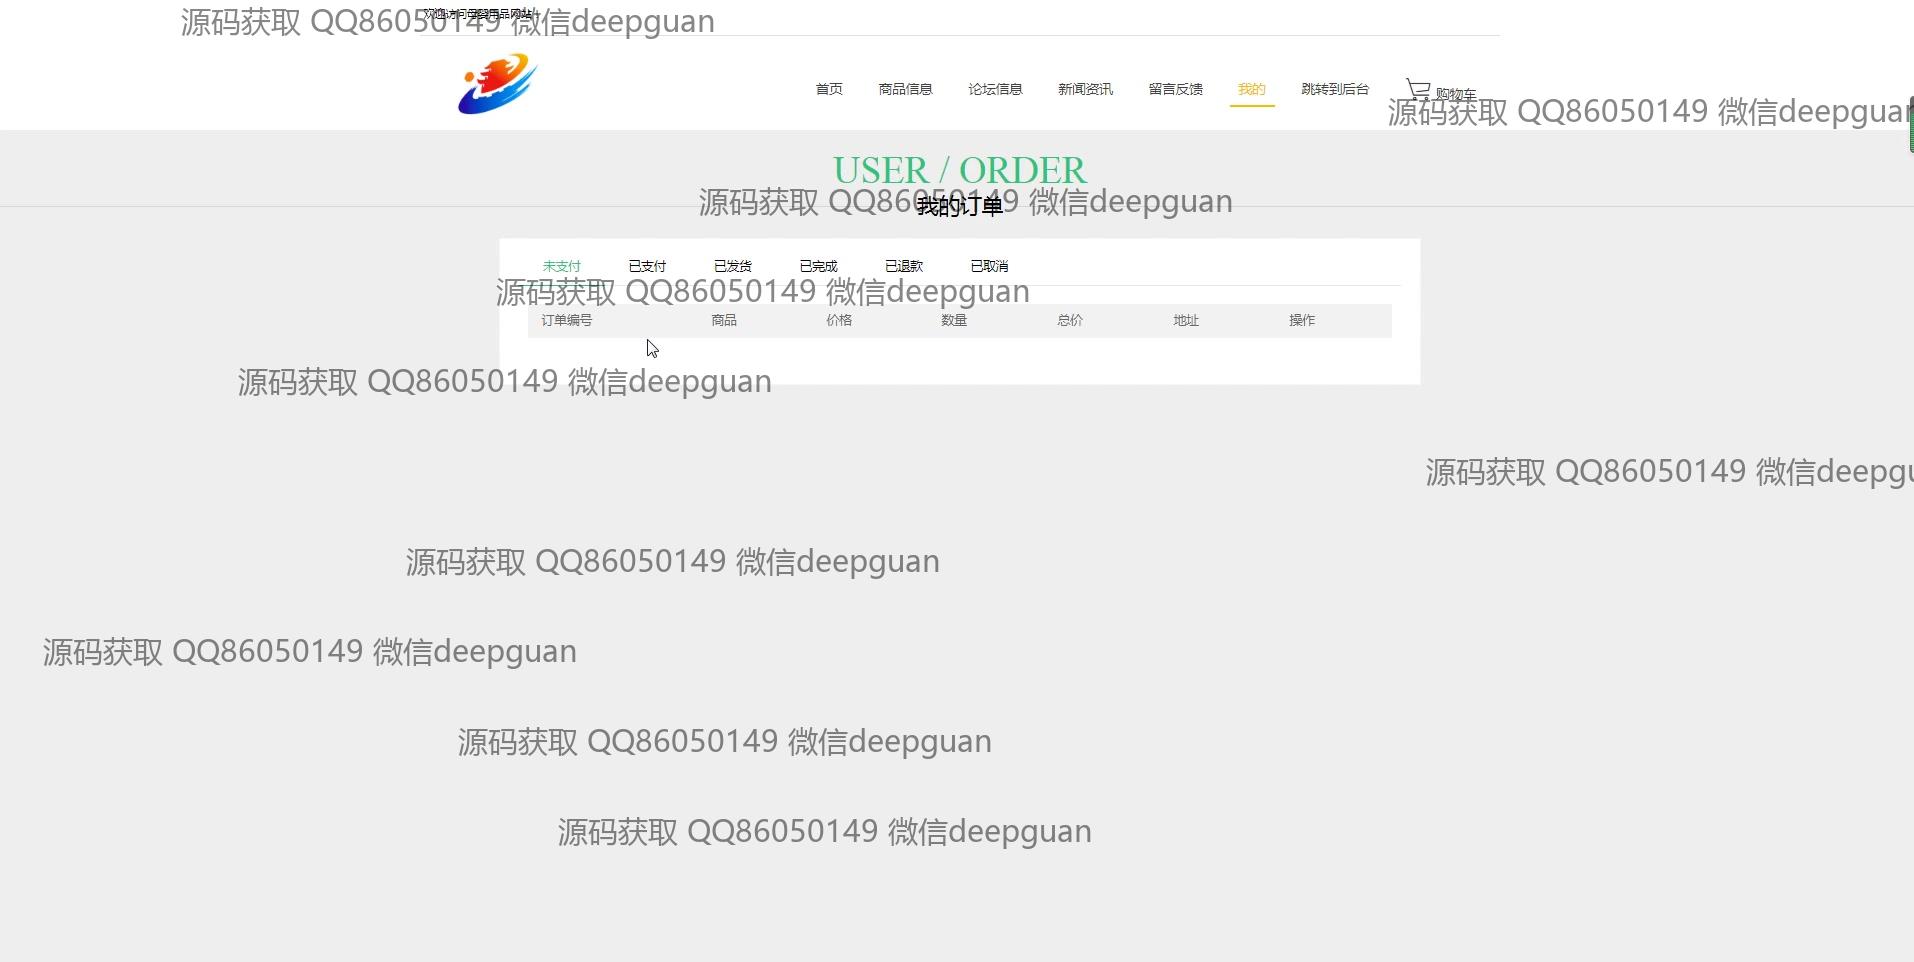 欢迎访问母婴用品网站
源码获取 QQ86050149 微信deepguan
首页 商品信息 论坛信息 新闻资讯 留言反馈 我的 跳转到后台 购物车
源码获取 QQ86050149 微信deepguan
USER / ORDER
源码获取 QQ86050149 微信deepguan
我的订单
未支付 已支付 已发货 已完成 已退款 已取消
源码获取 QQ86050149 微信deepguan
订单编号 商品 价格 数量 总价 地址 操作
源码获取 QQ86050149 微信deepguan
源码获取 QQ86050149 微信deepgu
源码获取 QQ86050149 微信deepguan
源码获取 QQ86050149 微信deepguan
源码获取 QQ86050149 微信deepguan
源码获取 QQ86050149 微信deepguan